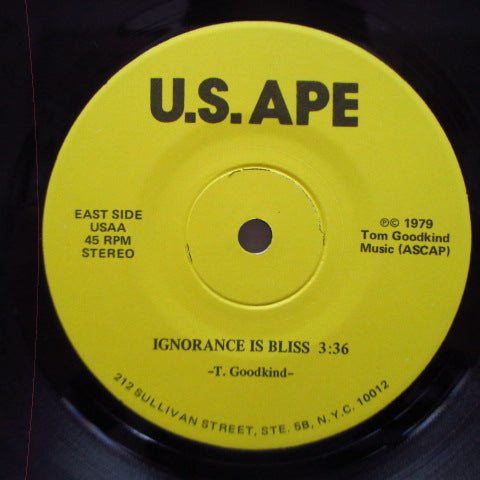 U.S. APE
EAST SIDE
USAA
45 RPM
STEREO
℗© 1979
Tom Goodkind
Music (ASCAP)
IGNORANCE IS BLISS 3:36
-T. Goodkind-
212 SULLIVAN STREET, STE. 5B, N.Y.C. 10012